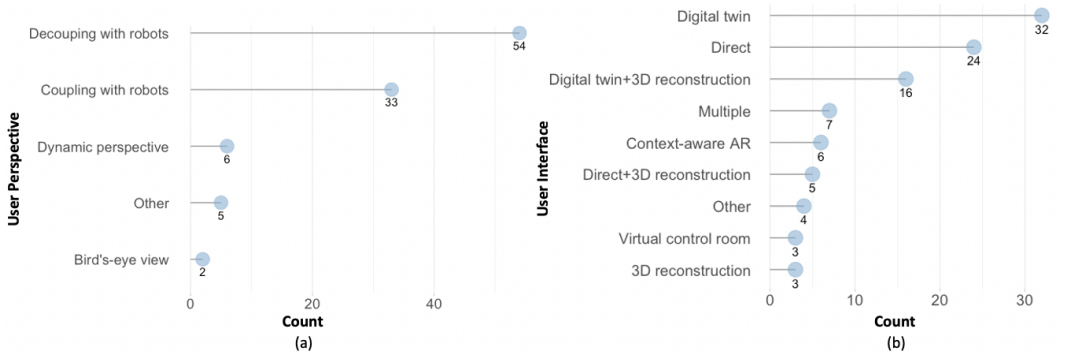 User Perspective
Decouping with robots
54
Coupling with robots
33
Dynamic perspective
6
Other
5
Bird's-eye view
2
0
20
40
Count
(a)
User Interface
Digital twin
32
Direct
24
Digital twin+3D reconstruction
16
Multiple
7
Context-aware AR
6
Direct+3D reconstruction
5
Other
4
Virtual control room
3
3D reconstruction
3
0
10
20
30
Count
(b)